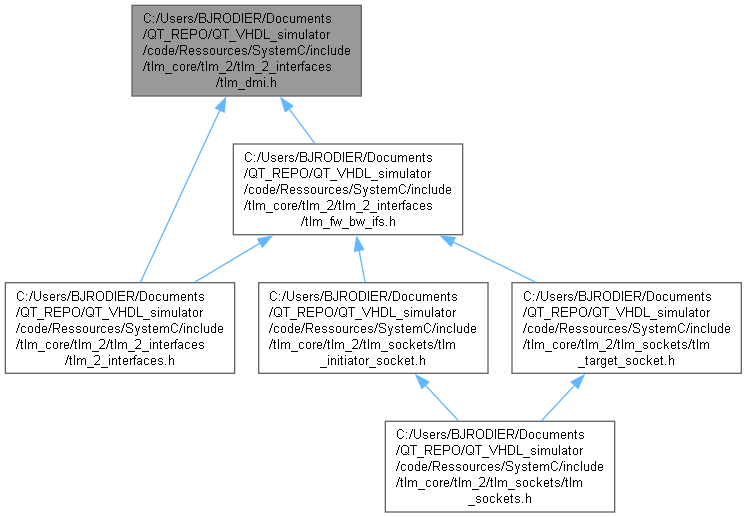 C:/Users/BJRODIER/Documents
/QT_REPO/QT_VHDL_simulator
/code/Ressources/SystemC/include
/tlm_core/tlm_2/tlm_2_interfaces
/tlm_dmi.h
C:/Users/BJRODIER/Documents
/QT_REPO/QT_VHDL_simulator
/code/Ressources/SystemC/include
/tlm_core/tlm_2/tlm_2_interfaces
/tlm_fw_bw_ifs.h
C:/Users/BJRODIER/Documents
/QT_REPO/QT_VHDL_simulator
/code/Ressources/SystemC/include
/tlm_core/tlm_2/tlm_2_interfaces
/tlm_2_interfaces.h
C:/Users/BJRODIER/Documents
/QT_REPO/QT_VHDL_simulator
/code/Ressources/SystemC/include
/tlm_core/tlm_2/tlm_sockets/tlm
_initiator_socket.h
C:/Users/BJRODIER/Documents
/QT_REPO/QT_VHDL_simulator
/code/Ressources/SystemC/include
/tlm_core/tlm_2/tlm_sockets/tlm
_target_socket.h
C:/Users/BJRODIER/Documents
/QT_REPO/QT_VHDL_simulator
/code/Ressources/SystemC/include
/tlm_core/tlm_2/tlm_sockets/tlm
_sockets.h